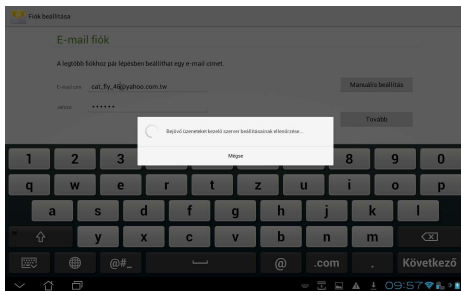 Fiók beállítása
E-mail fiók
A legtöbb fiókhoz pár lépésben beállíthat egy e-mail címet.
E-mail cím cat_fly_46@yahoo.com.tw Manuális beállítás
Jelszó ••••••
Tovább
Bejövő üzeneteket kezelő szerver beállításainak ellenőrzése...
Mégse
1 2 3 8 9 0
q w e r t z u i o p
a s d f g h j k l
y x c v b n m
@#_ @ .com . Következő
09:57